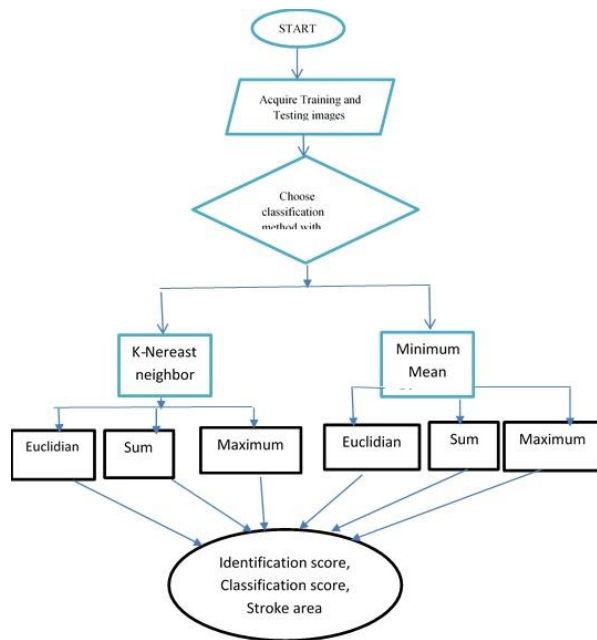 START
Acquire Training and
Testing images
Choose
classification
method with
K-Nereast
neighbor
Minimum
Mean
Euclidian
Sum
Maximum
Euclidian
Sum
Maximum
Identification score,
Classification score,
Stroke area